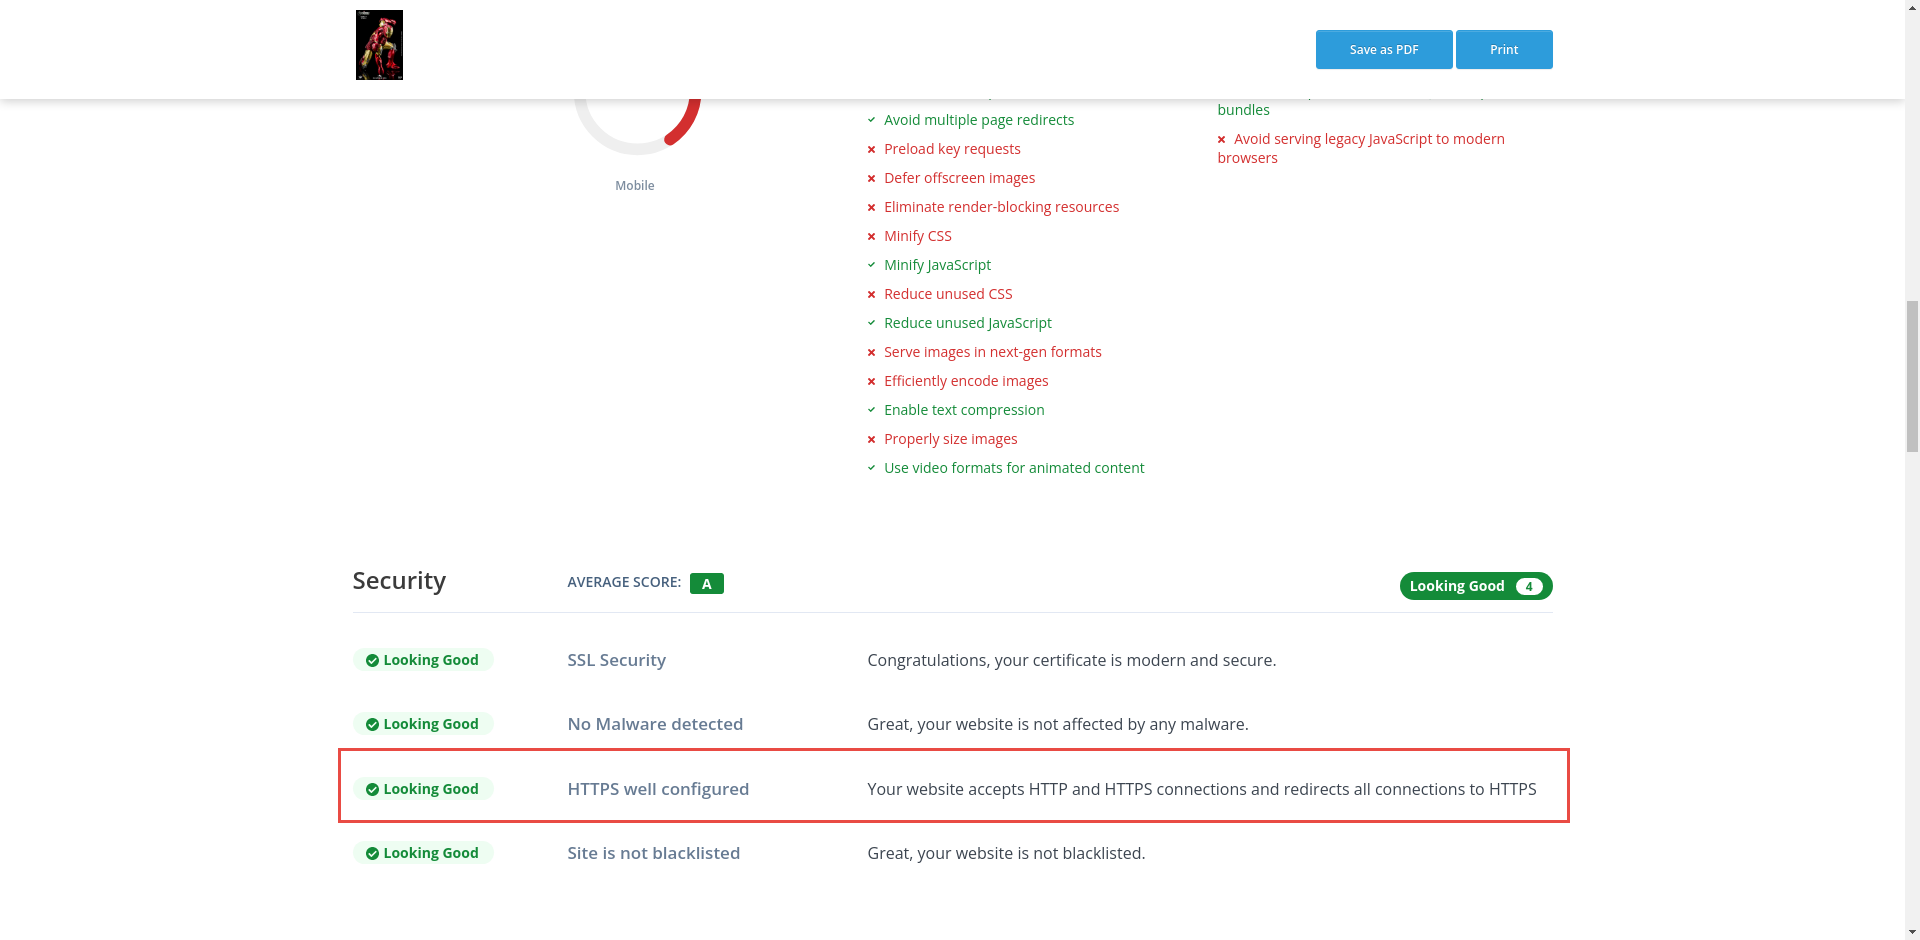 Save as PDF
Print
Mobile
Avoid multiple page redirects
Preload key requests
Defer offscreen images
Eliminate render-blocking resources
Minify CSS
Minify JavaScript
Reduce unused CSS
Reduce unused JavaScript
Serve images in next-gen formats
Efficiently encode images
Enable text compression
Properly size images
Use video formats for animated content
bundles
Avoid serving legacy JavaScript to modern
browsers
Security
AVERAGE SCORE: A
Looking Good 4
Looking Good SSL Security Congratulations, your certificate is modern and secure.
Looking Good No Malware detected Great, your website is not affected by any malware.
Looking Good HTTPS well configured Your website accepts HTTP and HTTPS connections and redirects all connections to HTTPS
Looking Good Site is not blacklisted Great, your website is not blacklisted.